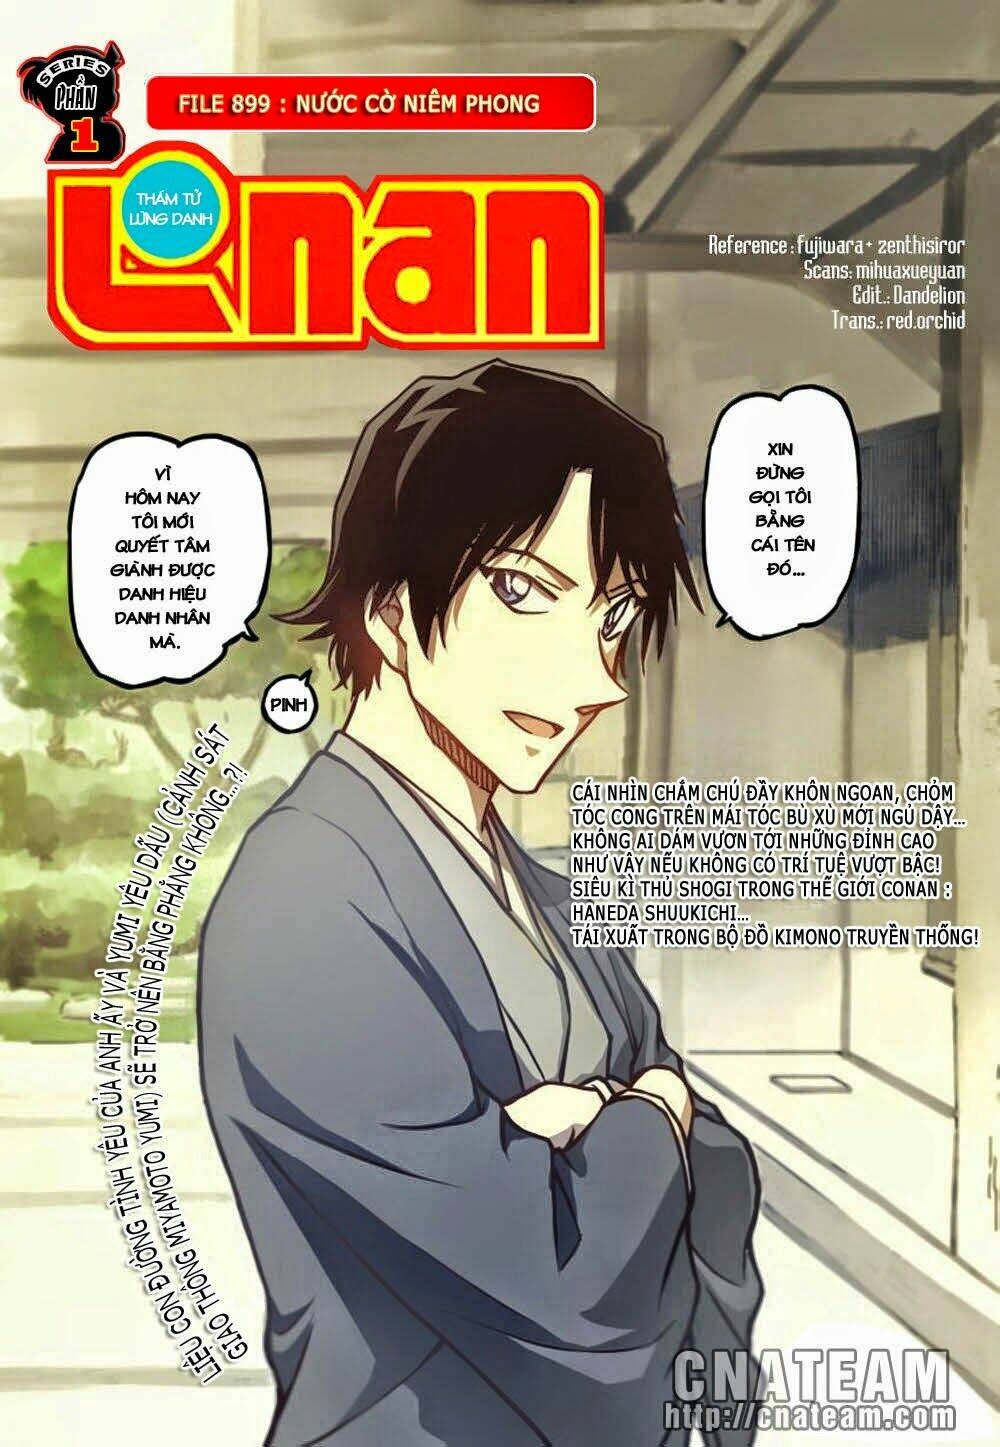 SERIES
PHẦN
1
FILE 899 : NƯỚC CỜ NIÊM PHONG
THÁM TỬ
LỪNG DANH
Conan
Reference : fujiwara + zenthisiror
Scans: mihuaxueyuan
Edit.: Dandelion
Trans.: red.orchid
XIN
ĐỪNG
GỌI TÔI
BẰNG
CÁI TÊN
ĐÓ...
VÌ
HÔM NAY
TÔI MỚI
QUYẾT TÂM
GIÀNH ĐƯỢC
DANH HIỆU
DANH NHÂN
MÀ.
PINH
CÁI NHÌN CHẮM CHÚ ĐẦY KHÔN NGOAN, CHỎM
TÓC CONG TRÊN MÁI TÓC BÙ XÙ MỚI NGỦ DẬY...
KHÔNG AI DÁM VƯƠN TỚI NHỮNG ĐỈNH CAO
NHƯ VẬY NẾU KHÔNG CÓ TRÍ TUỆ VƯỢT BẬC!
SIÊU KÌ THỦ SHOGI TRONG THẾ GIỚI CONAN :
HANEDA SHUUKICHI...
TÁI XUẤT TRONG BỘ ĐỒ KIMONO TRUYỀN THỐNG!
LIỆU CON ĐƯỜNG TÌNH YÊU CỦA ANH ẤY VÀ YUMI YÊU DẤU (CẢNH SÁT
GIAO THÔNG MIYAMOTO YUMI) SẼ TRỞ NÊN BẰNG PHẲNG KHÔNG...?!
CNATEAM
http://cnateam.com/